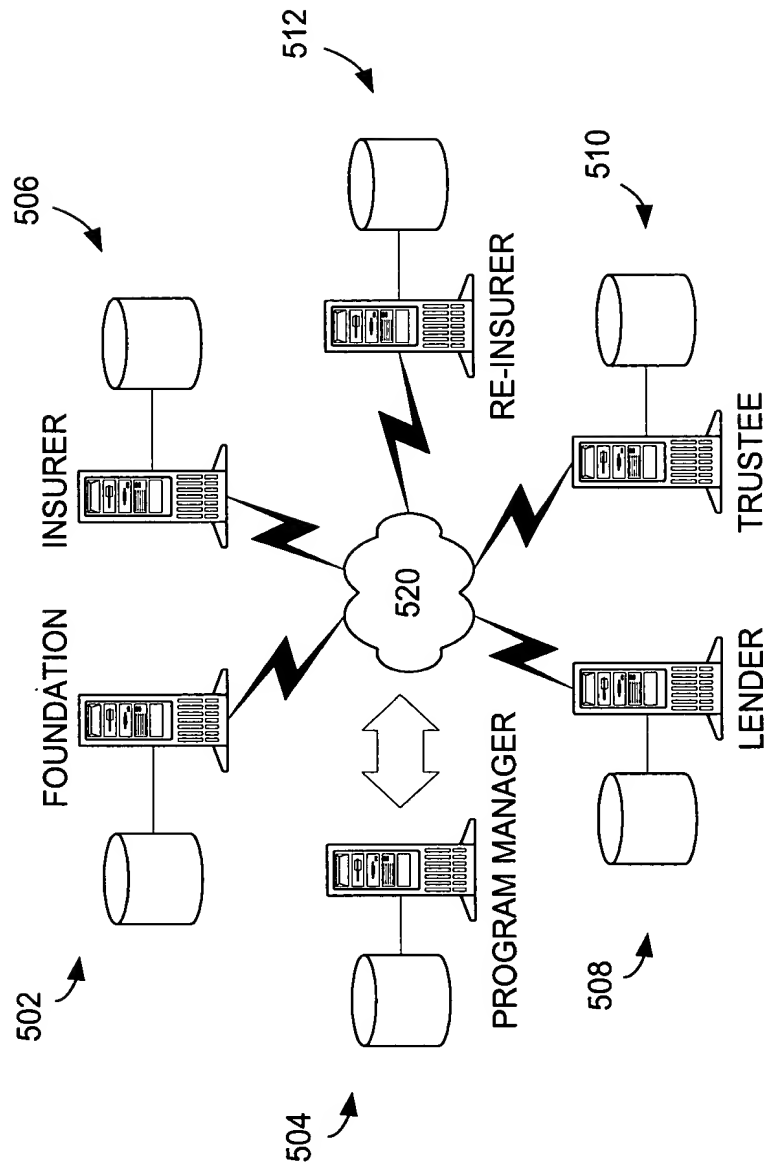 502
FOUNDATION
INSURER
506
504
PROGRAM MANAGER
520
RE-INSURER
512
508
LENDER
TRUSTEE
510